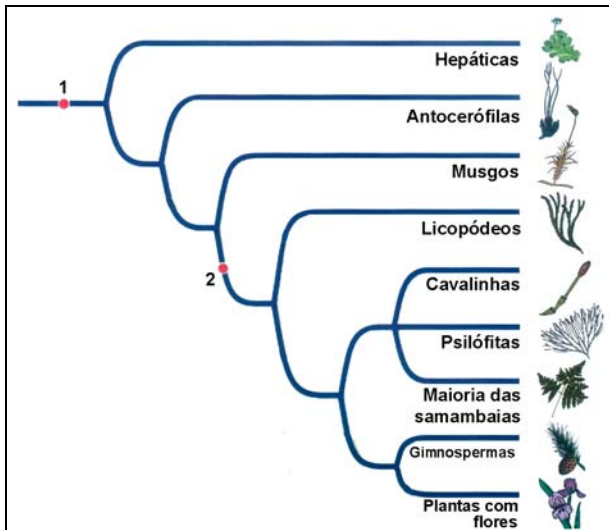 1
Hepáticas
Antocerófilas
Musgos
Licopódeos
2
Cavalinhas
Psilófitas
Maioria das
samambaias
Gimnospermas
Plantas com
flores